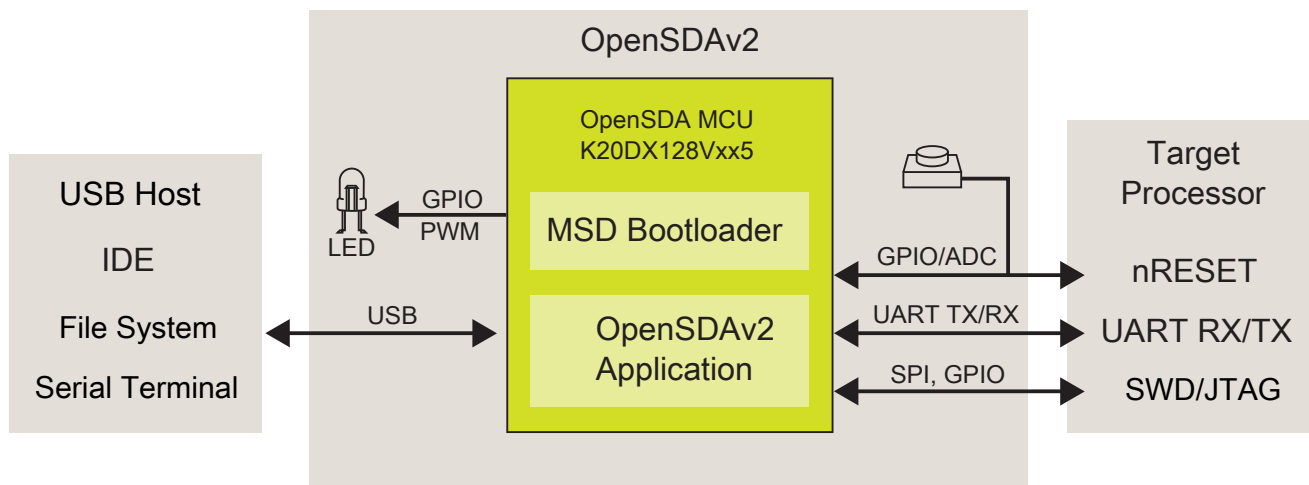 OpenSDAv2
USB Host
IDE
File System
Serial Terminal
LED
GPIO
PWM
USB
OpenSDA MCU
K20DX128Vxx5
MSD Bootloader
OpenSDAv2
Application
GPIO/ADC
UART TX/RX
SPI, GPIO
Target
Processor
nRESET
UART RX/TX
SWD/JTAG